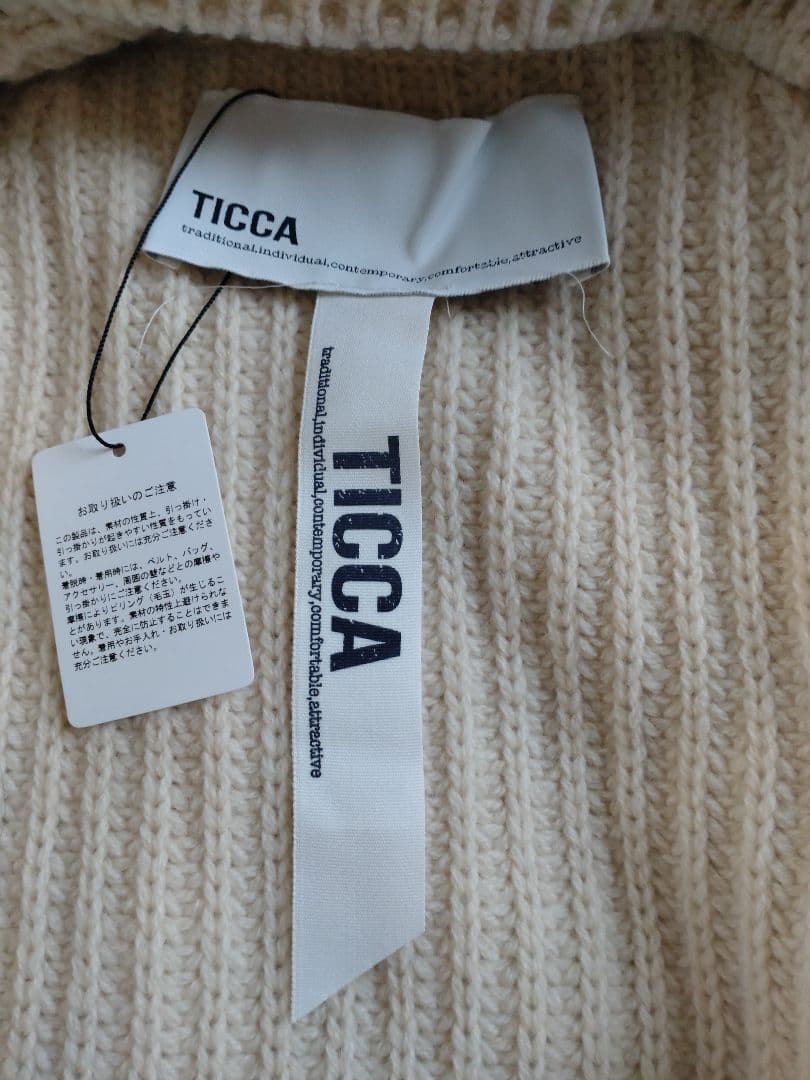 TICCA
traditional,individual,contemporary,comfortable,attractive
TICCA
traditional,individual,contemporary,comfortable,attractive
お取り扱いのご注意
この製品は、素材の性質上、引っ掛け・
引っ掛かりが起きやすい性質をもってい
ます。お取り扱いには充分ご注意くださ
い。
着脱時・着用時には、ベルト、バッグ、
アクセサリー、周囲の壁などとの摩擦や
引っ掛かりにご注意ください。
摩擦によりピリング（毛玉）が生じるこ
とがあります。素材の特性上避けられな
い現象で、完全に防止することはできま
せん。着用やお手入れ・お取り扱いには
充分ご注意ください。